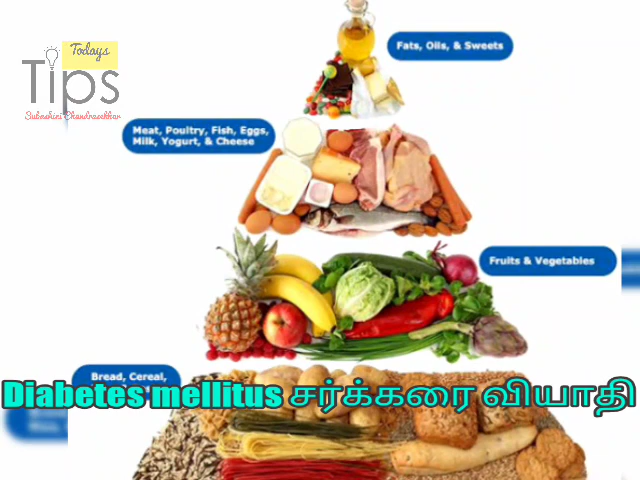 Todays
Tips
Subashini Chandrasekhar
Fats, Oils, & Sweets
Meat, Poultry, Fish, Eggs,
Milk, Yogurt, & Cheese
Fruits & Vegetables
Bread, Cereal,
Diabetes mellitus சர்க்கரை வியாதி